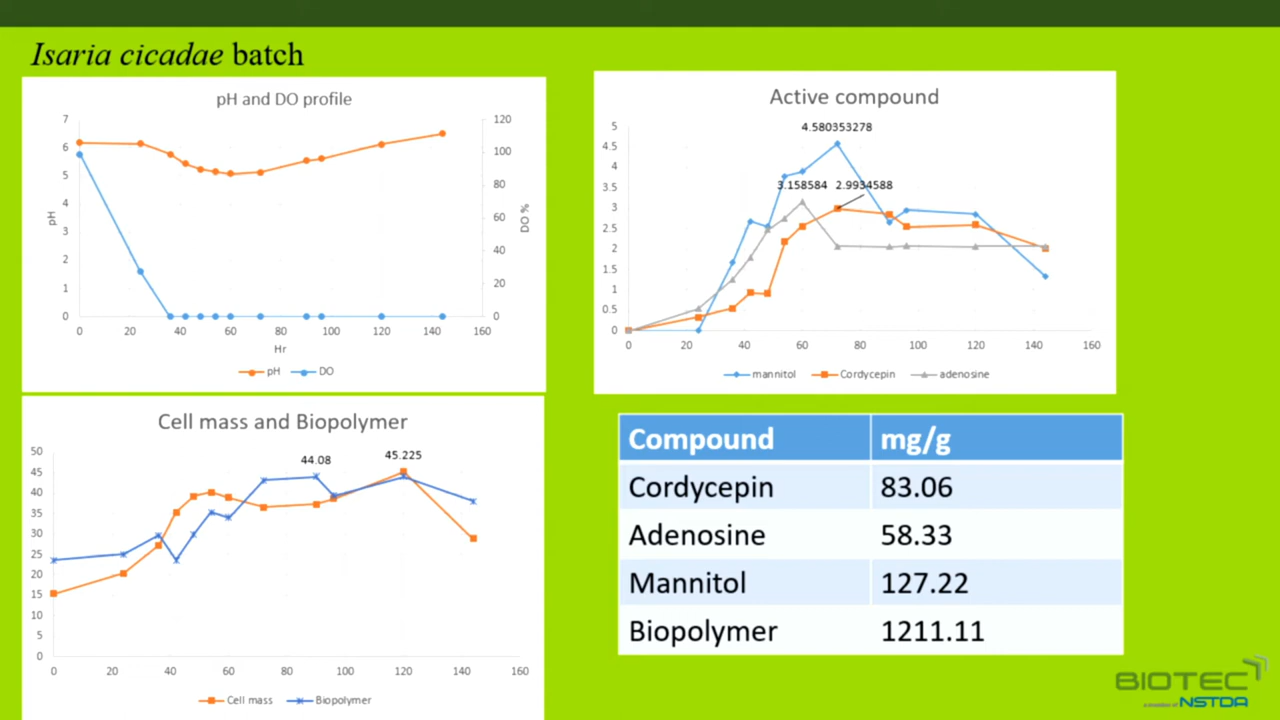 Isaria cicadae batch
pH and DO profile
7
6
5
4
3
2
1
0
pH
120
100
80
60
40
20
0
DO %
0 20 40 60 80 100 120 140 160
Hr
pH DO
Active compound
5
4.5
4
3.5
3
2.5
2
1.5
1
0.5
0
4.580353278
3.158584 2.9934588
0 20 40 60 80 100 120 140 160
mannitol Cordycepin adenosine
Cell mass and Biopolymer
50
45
40
35
30
25
20
15
10
5
0
44.08 45.225
0 20 40 60 80 100 120 140 160
Cell mass Biopolymer
Compound mg/g
Cordycepin 83.06
Adenosine 58.33
Mannitol 127.22
Biopolymer 1211.11
BIOTEC
a member of NSTDA